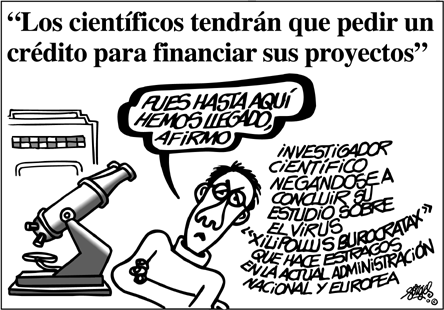 “Los científicos tendrán que pedir un
crédito para financiar sus proyectos”
PUES HASTA AQUÍ
HEMOS LLEGADO,
AFIRMO
INVESTIGADOR
CIENTÍFICO
NEGÁNDOSE A
CONCLUIR SU
ESTUDIO SOBRE
EL VIRUS
“XILIPOLLUS BUROCRATAX”
QUE HACE ESTRAGOS
EN LA ACTUAL ADMINISTRACIÓN
NACIONAL Y EUROPEA
Forges
©